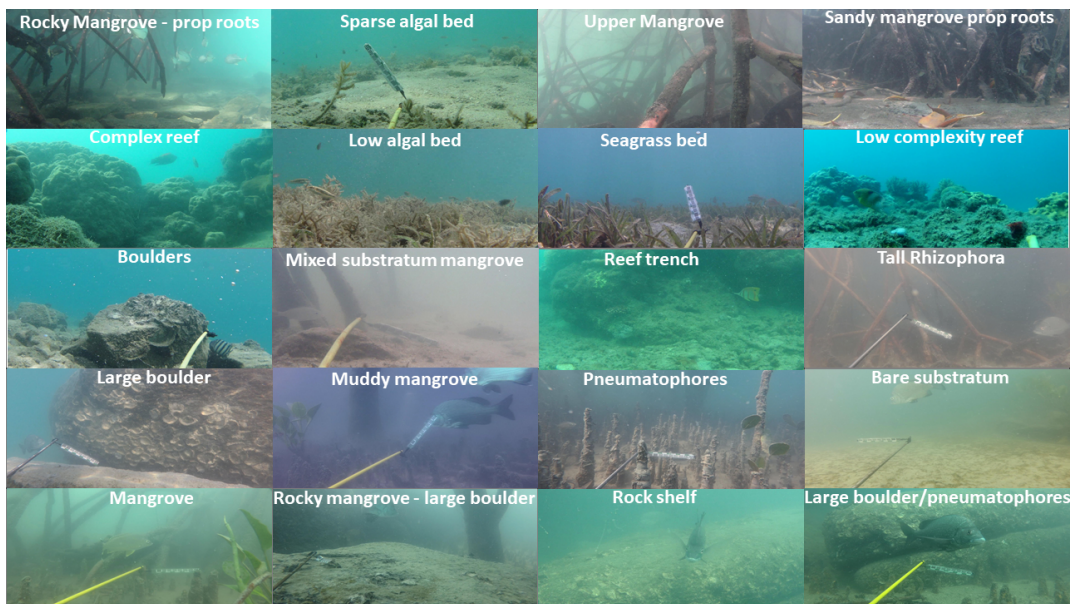 Rocky Mangrove - prop roots
Sparse algal bed
Upper Mangrove
Sandy mangrove prop roots
Complex reef
Low algal bed
Seagrass bed
Low complexity reef
Boulders
Mixed substratum mangrove
Reef trench
Tall Rhizophora
Large boulder
Muddy mangrove
Pneumatophores
Bare substratum
Mangrove
Rocky mangrove - large boulder
Rock shelf
Large boulder/pneumatophores